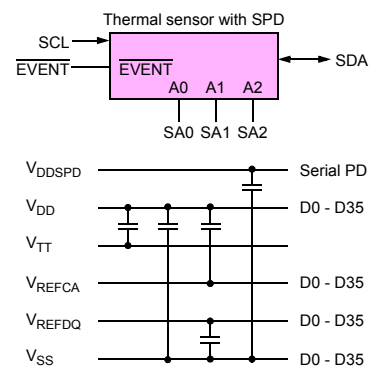 Thermal sensor with SPD
SCL
EVENT EVENT SDA
A0 A1 A2
SA0 SA1 SA2
VDDSPD Serial PD
VDD D0 - D35
VTT
VREFCA D0 - D35
VREFDQ D0 - D35
VSS D0 - D35